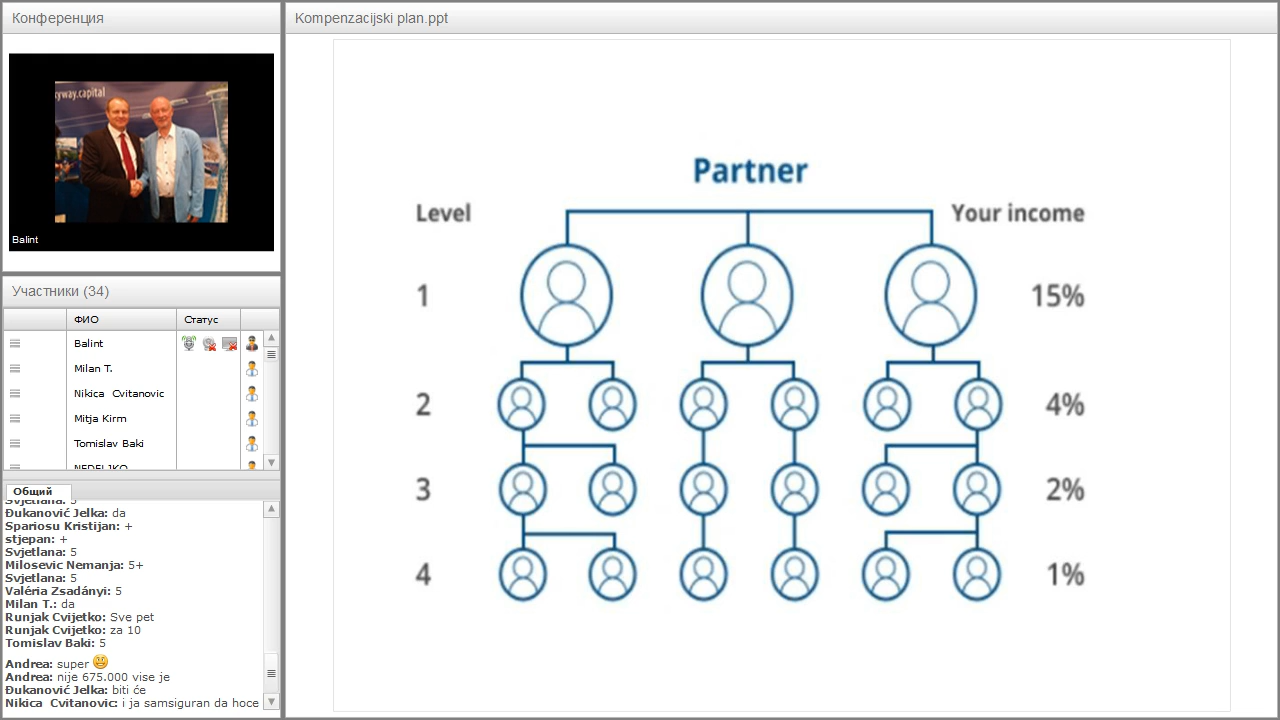 Конференция
kyway.capital
Balint
Участники (34)
ФИО Статус
Balint
Milan T.
Nikica Cvitanovic
Mitja Kirm
Tomislav Baki
NEDELJKO
Общий
Svjetlana: 5
Đukanović Jelka: da
Spariosu Kristijan: +
stjepan: +
Svjetlana: 5
Milosevic Nemanja: 5+
Svjetlana: 5
Valéria Zsadányi: 5
Milan T.: da
Runjak Cvijetko: Sve pet
Runjak Cvijetko: za 10
Tomislav Baki: 5
Andrea: super
Andrea: nije 675.000 vise je
Đukanović Jelka: biti će
Nikica Cvitanovic: i ja samsiguran da hoce
Kompenzacijski plan.ppt
Partner
Level Your income
1 15%
2 4%
3 2%
4 1%